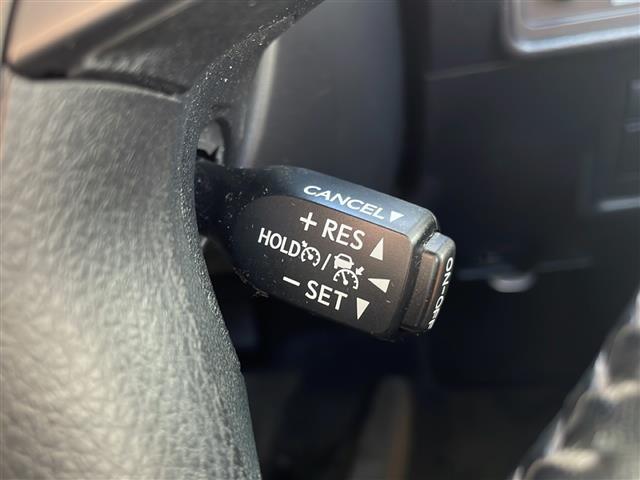 CANCEL▼
+ RES ▲
HOLD /
− SET ▼
ON-OFF